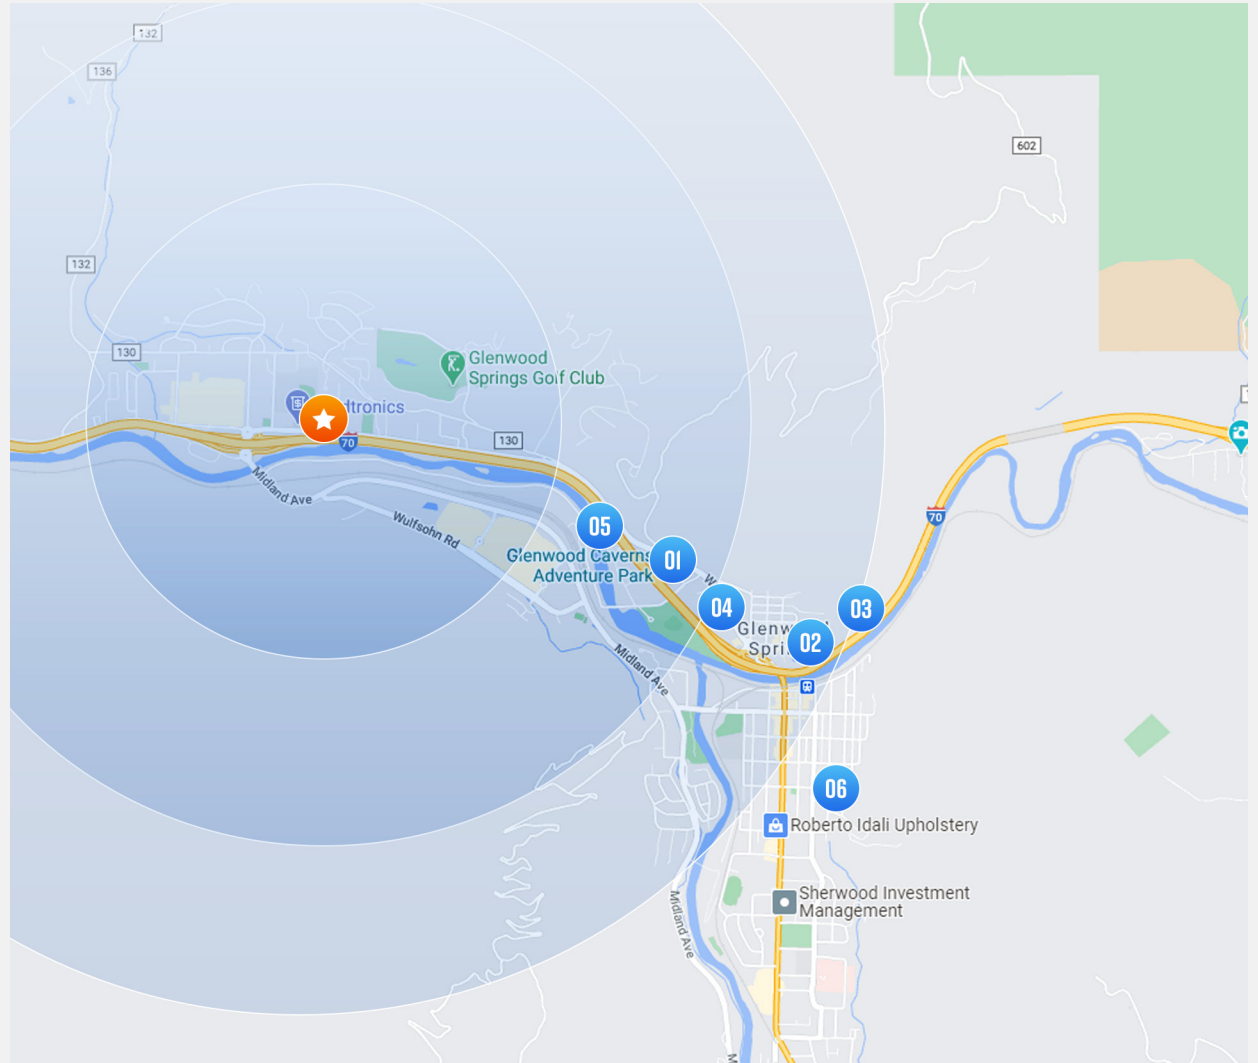 132
136
602
132
130
Glenwood
Springs Golf Club
dtronics
70
130
Midland Ave
Wulfsohn Rd
70
05
Glenwood Caverns
Adventure Park
01
W
04
03
Glenw
Spri
02
Midland Ave
06
Roberto Idali Upholstery
Sherwood Investment
Management
Midland Ave
M